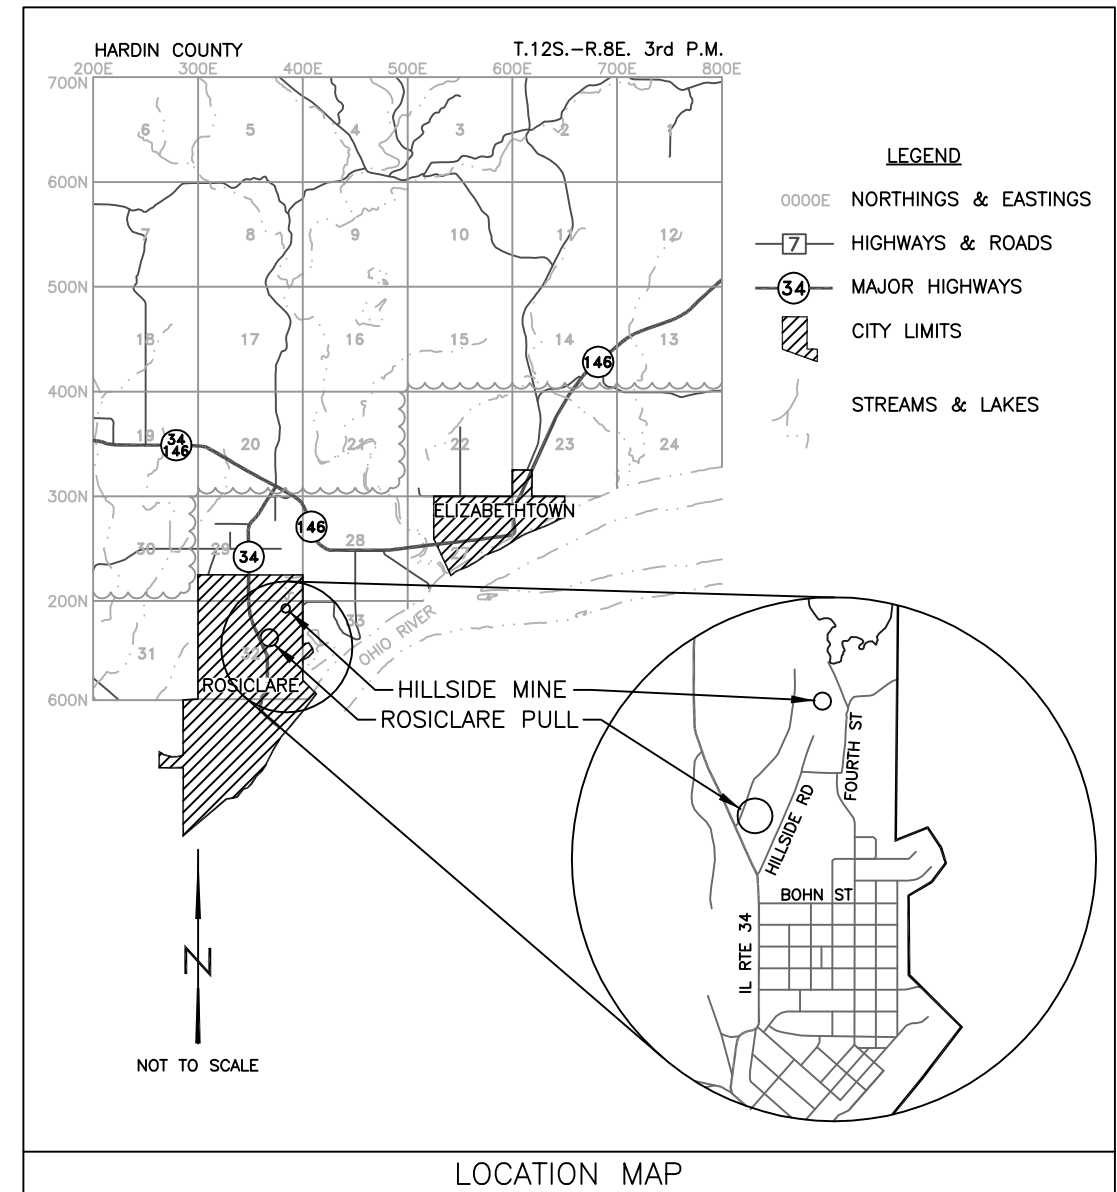 HARDIN COUNTY T.12S.-R.8E. 3rd P.M.
200E 300E 400E 500E 600E 700E 800E
700N
6 5 4 3 2 1
600N
7 8 9 10 11 12
500N
18 17 16 15 14 13
146
400N
19 20 21 22 23 24
34
146
300N
ELIZABETHTOWN
146
30 29 28 27
34
200N
31 32 33
OHIO RIVER
ROSICLARE
600N
HILLSIDE MINE
ROSICLARE PULL
LEGEND
0000E NORTHINGS & EASTINGS
7 HIGHWAYS & ROADS
34 MAJOR HIGHWAYS
CITY LIMITS
STREAMS & LAKES
FOURTH ST
HILLSIDE RD
BOHN ST
IL RTE 34
N
NOT TO SCALE
LOCATION MAP